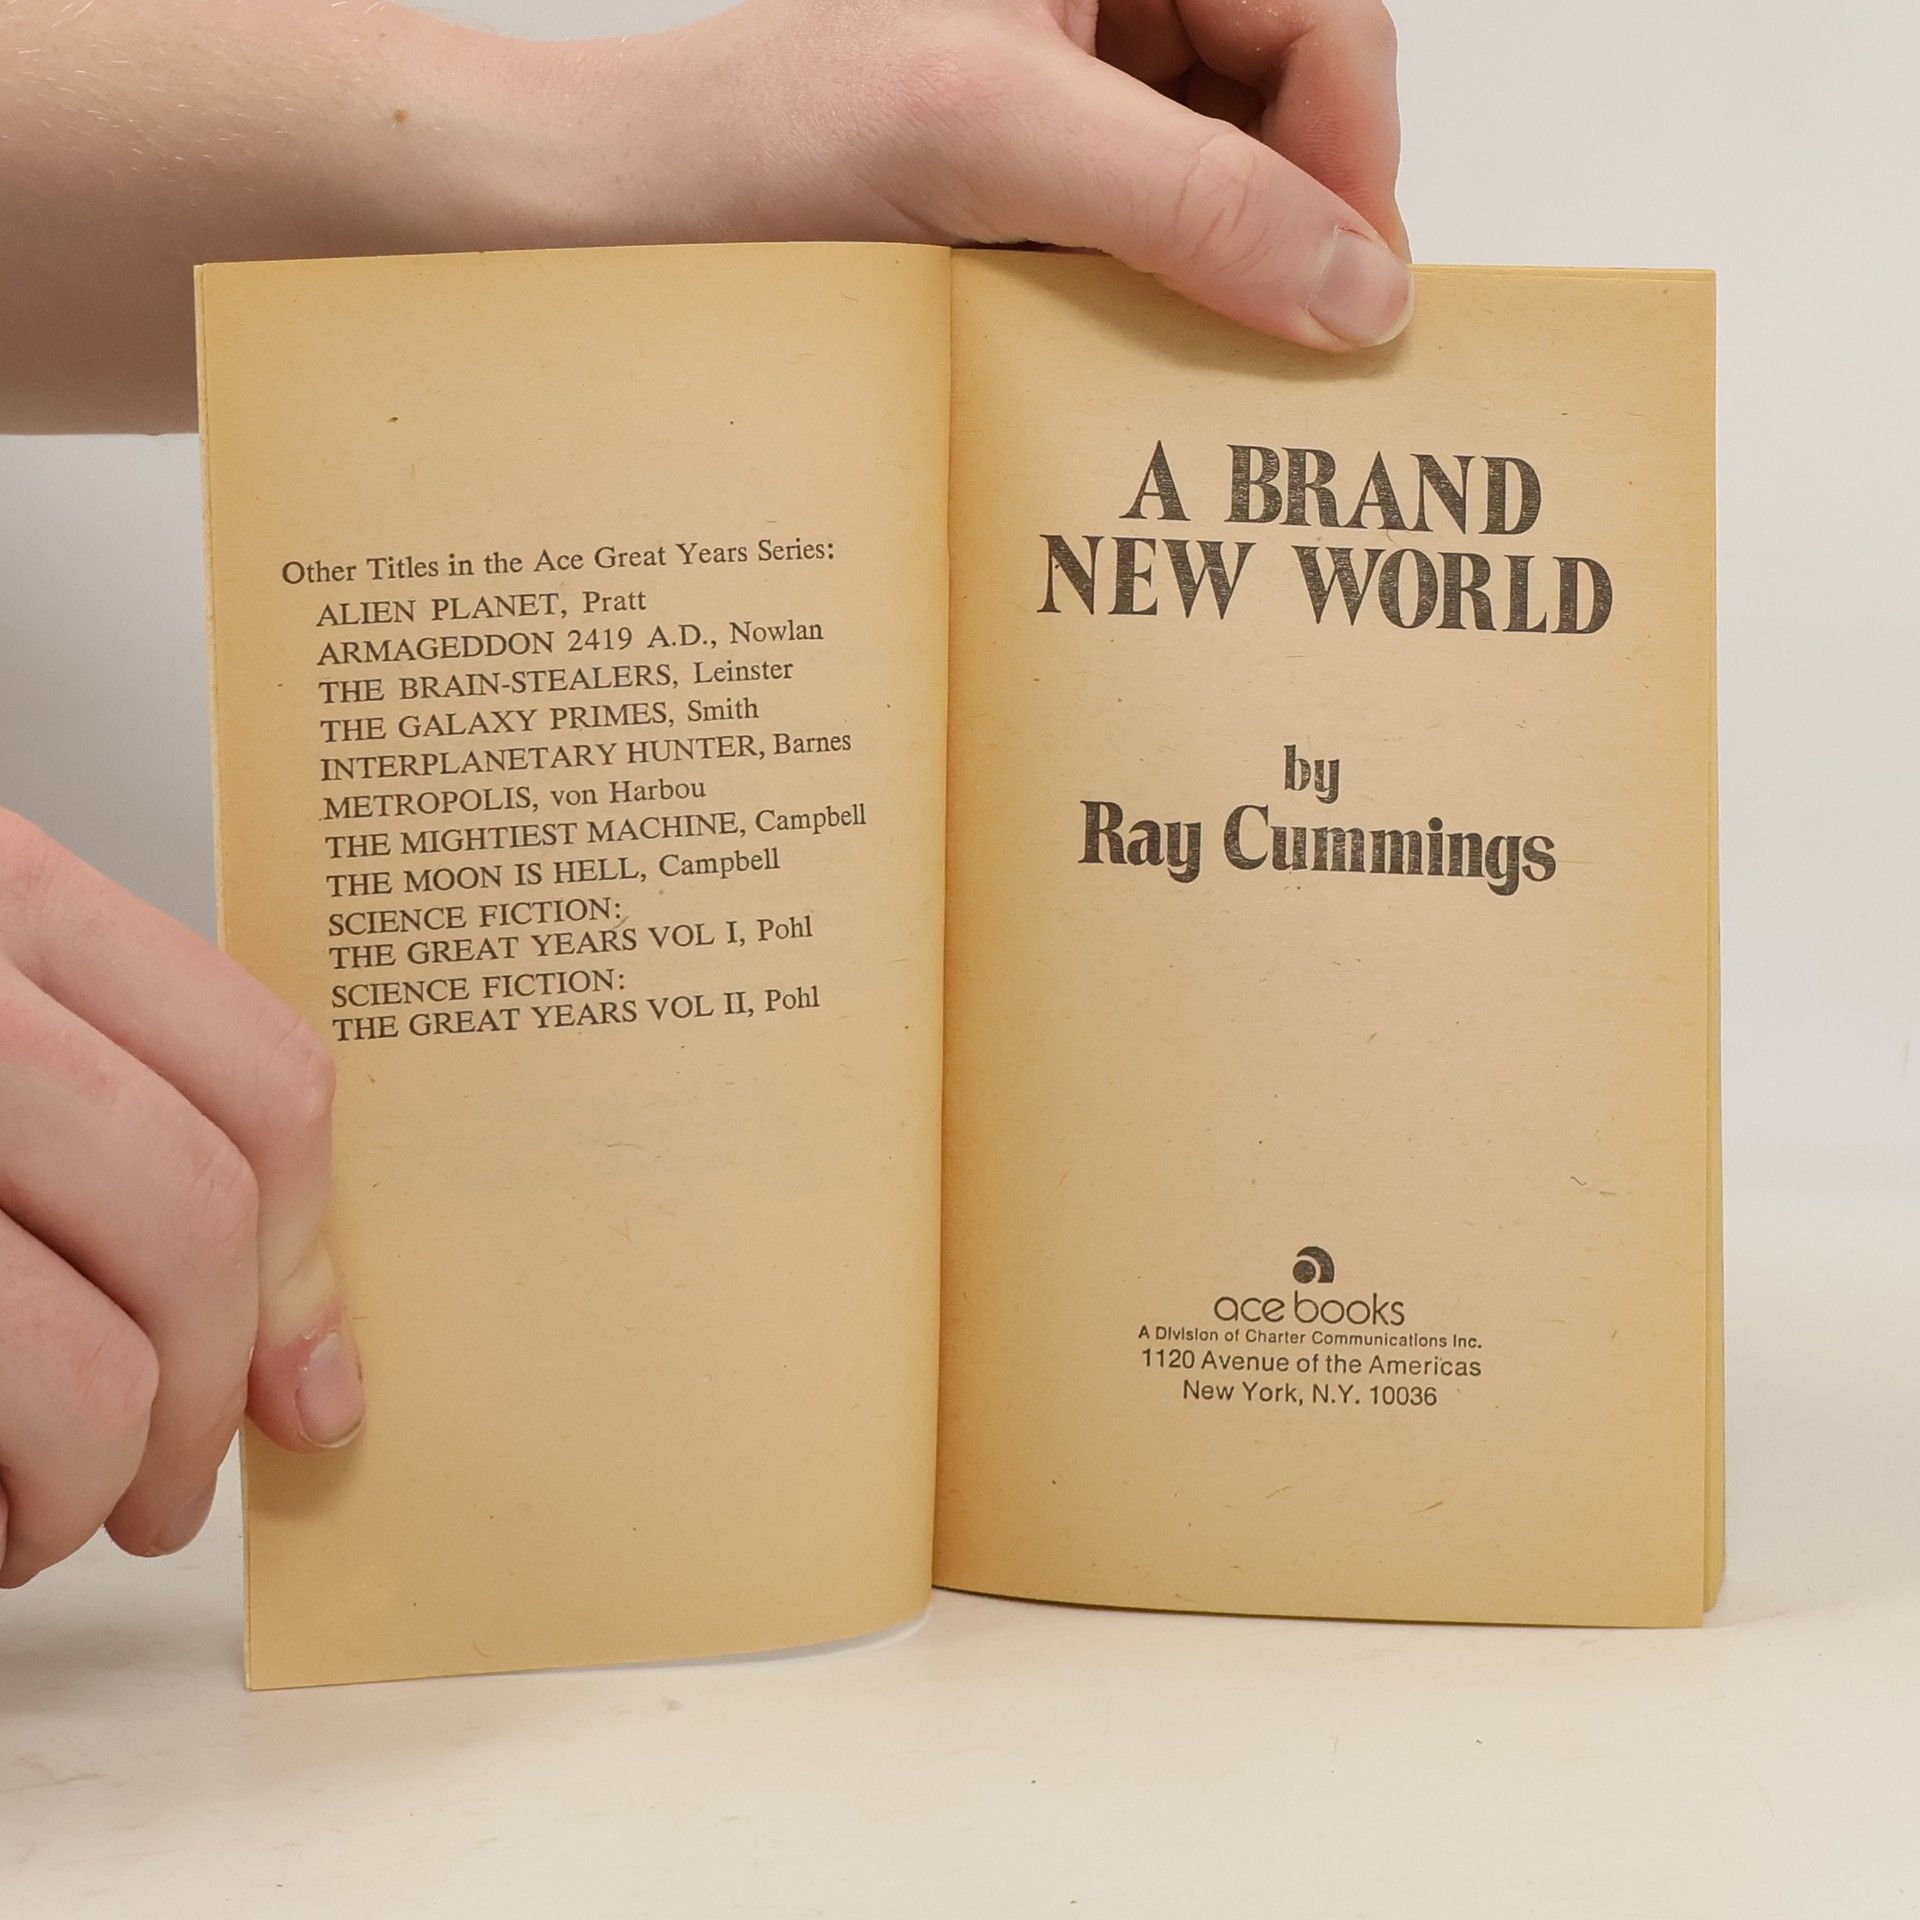 Other Titles in the Ace Great Years Series:
ALIEN PLANET, Pratt
ARMAGEDDON 2419 A.D., Nowlan
THE BRAIN-STEALERS, Leinster
THE GALAXY PRIMES, Smith
INTERPLANETARY HUNTER, Barnes
METROPOLIS, von Harbou
THE MIGHTIEST MACHINE, Campbell
THE MOON IS HELL, Campbell
SCIENCE FICTION:
THE GREAT YEARS VOL I, Pohl
SCIENCE FICTION:
THE GREAT YEARS VOL II, Pohl
A BRAND
NEW WORLD
by
Ray Cummings
ace books
A Division of Charter Communications Inc.
1120 Avenue of the Americas
New York, N.Y. 10036